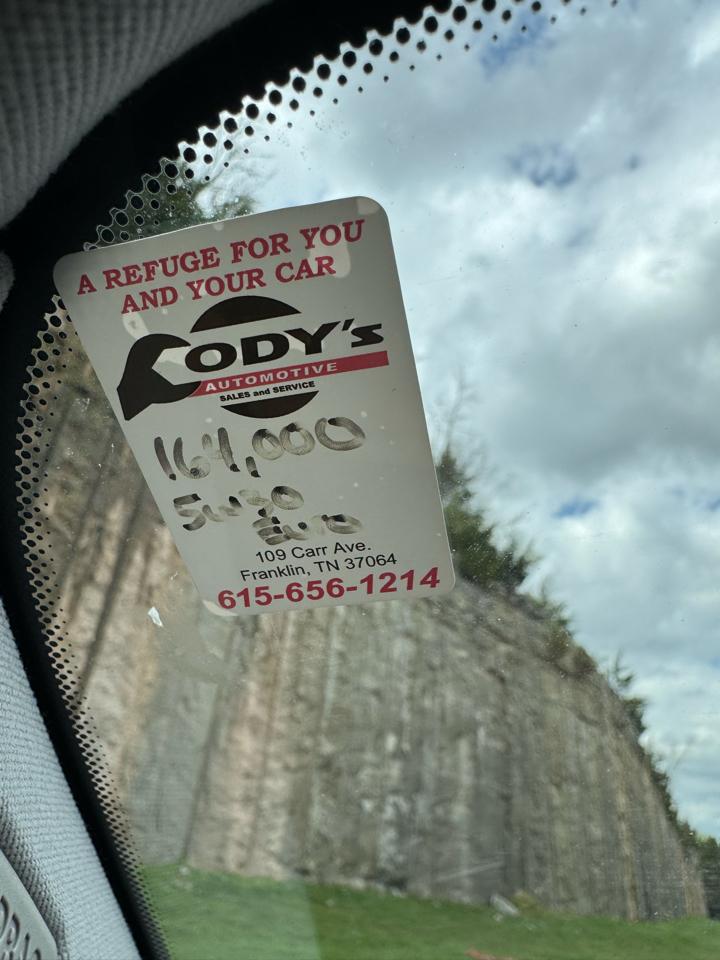 A REFUGE FOR YOU
AND YOUR CAR
CODY'S
AUTOMOTIVE
SALES and SERVICE
164,000
5W30
EURO
109 Carr Ave.
Franklin, TN 37064
615-656-1214